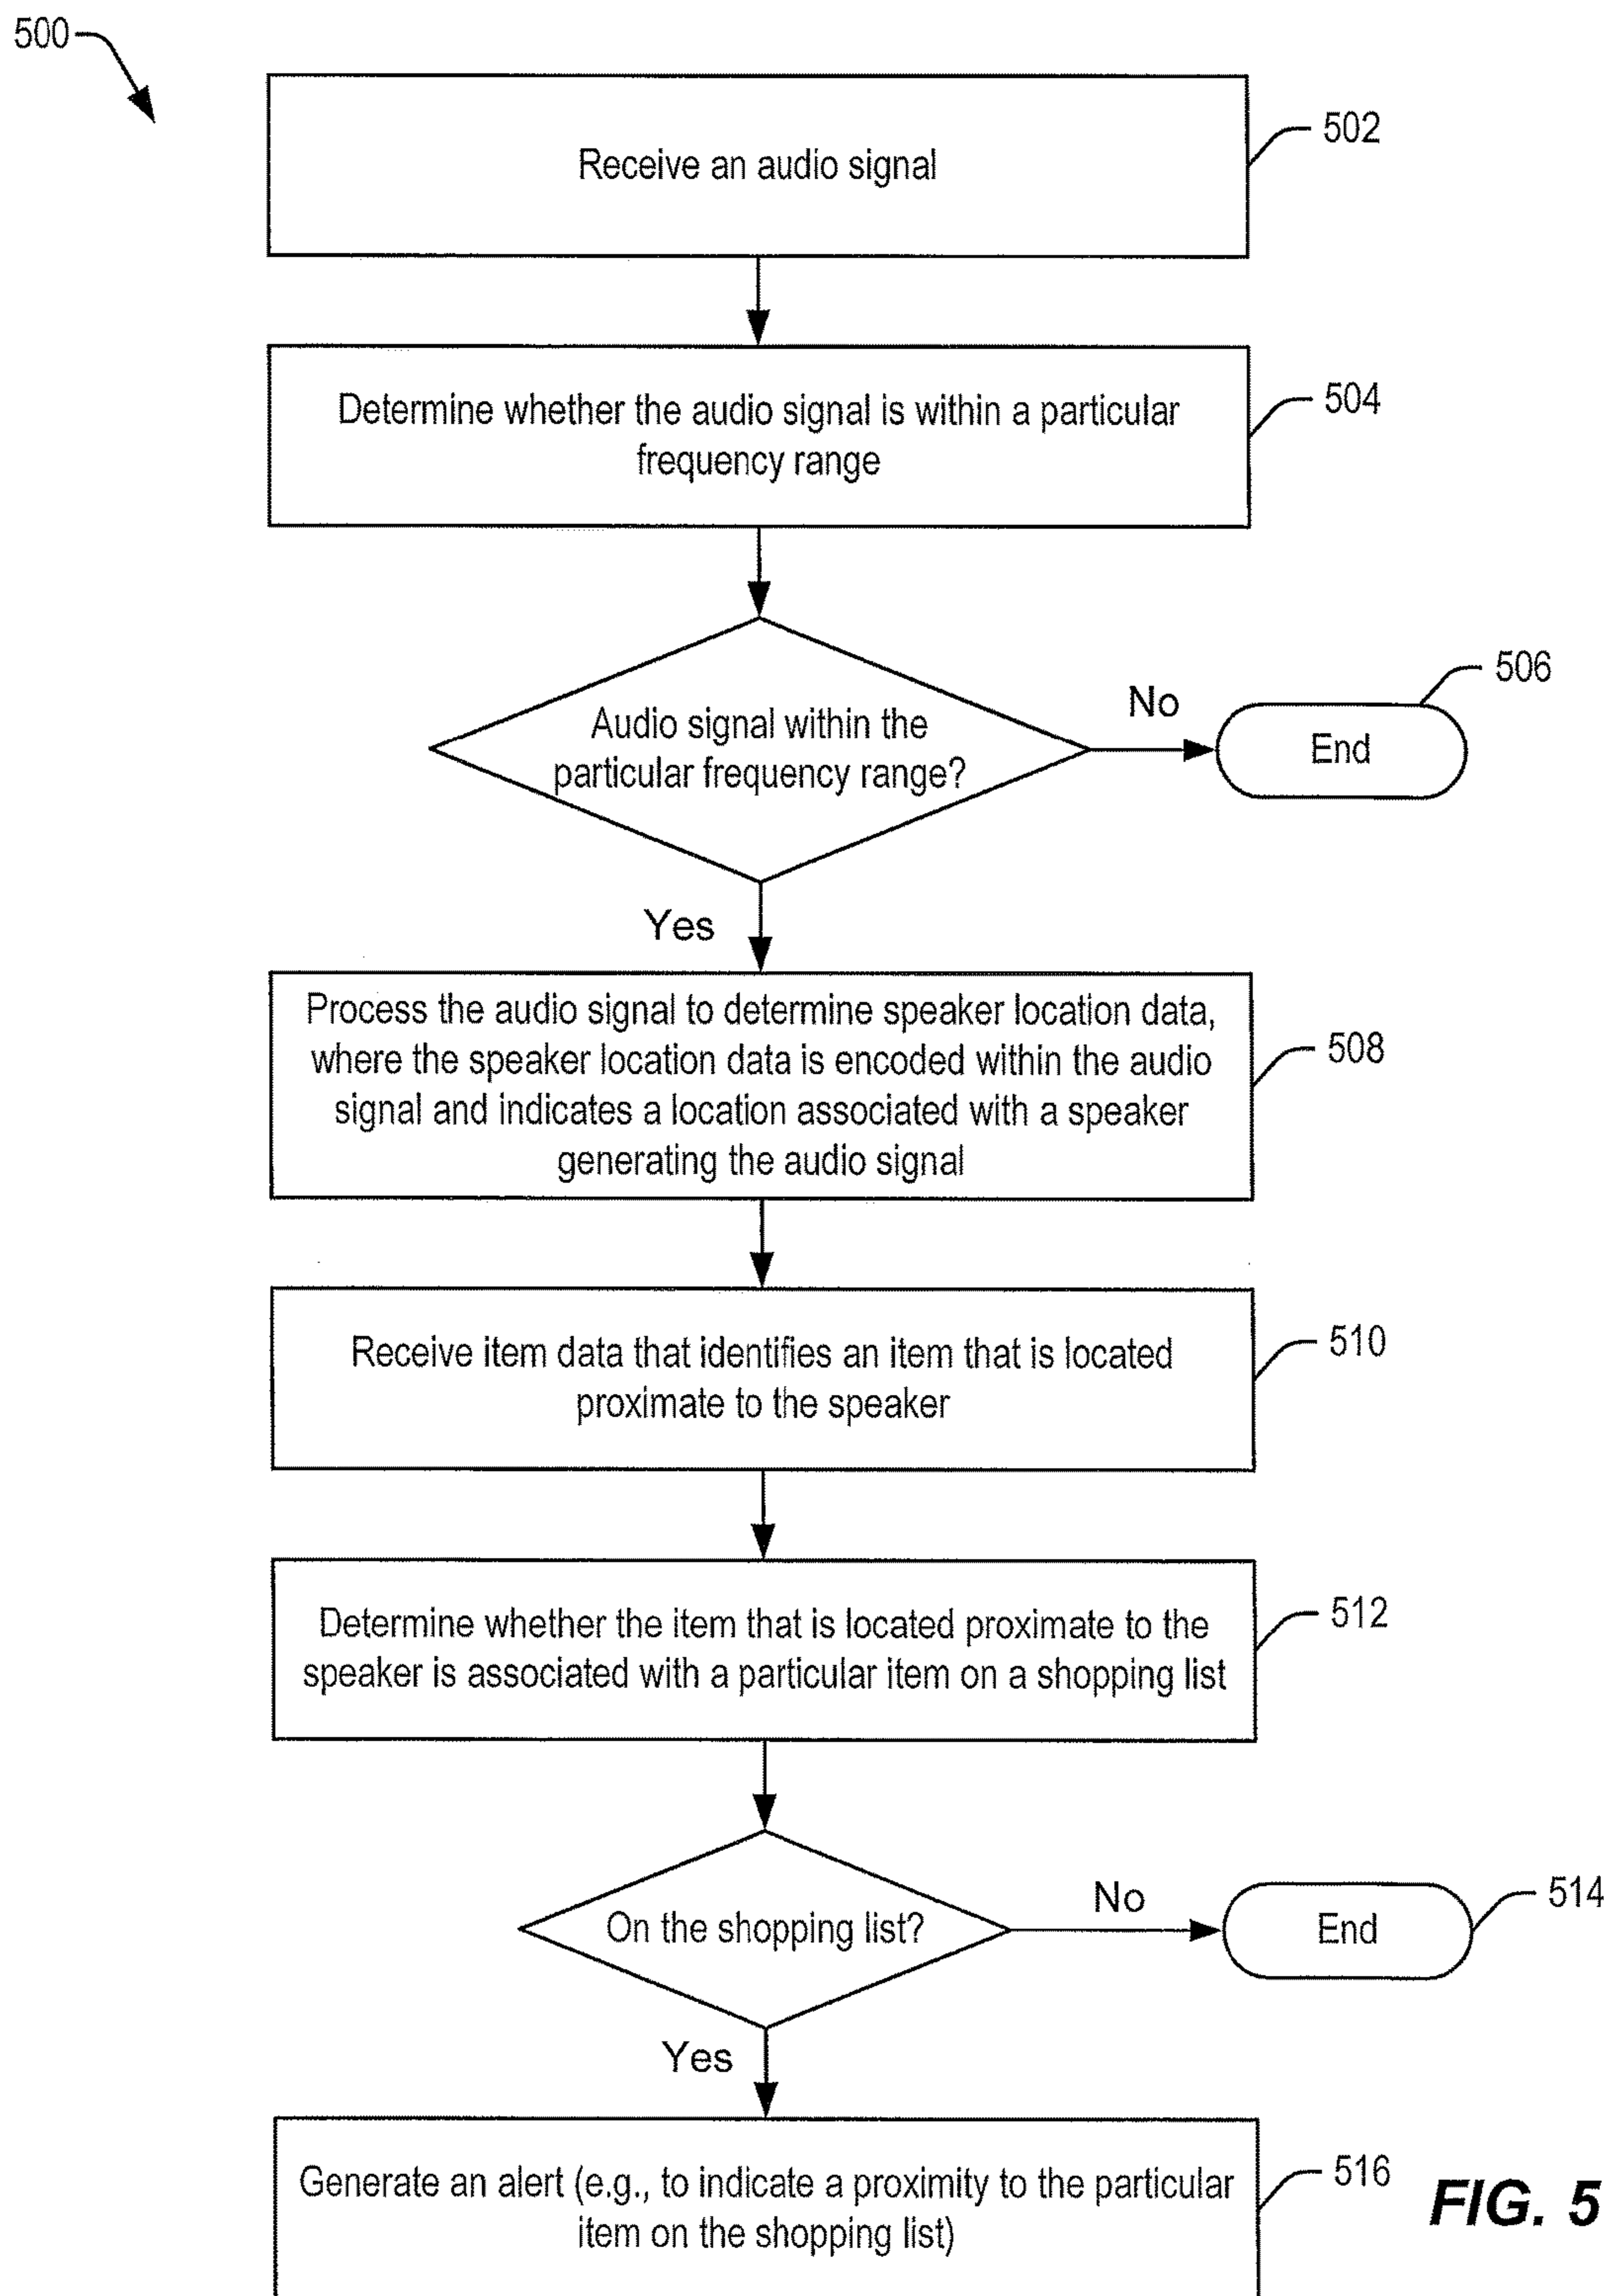 500
Receive an audio signal
502
Determine whether the audio signal is within a particular
frequency range
504
Audio signal within the
particular frequency range?
No
End
506
Yes
Process the audio signal to determine speaker location data,
where the speaker location data is encoded within the audio
signal and indicates a location associated with a speaker
generating the audio signal
508
Receive item data that identifies an item that is located
proximate to the speaker
510
Determine whether the item that is located proximate to the
speaker is associated with a particular item on a shopping list
512
On the shopping list?
No
End
514
Yes
Generate an alert (e.g., to indicate a proximity to the particular
item on the shopping list)
516
FIG. 5